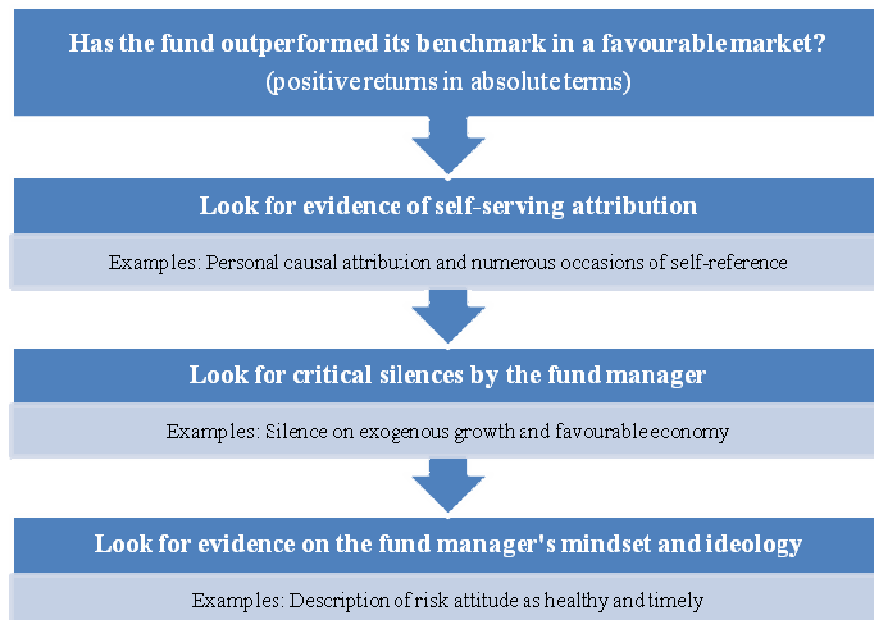 Has the fund outperformed its benchmark in a favourable market?
(positive returns in absolute terms)
Look for evidence of self-serving attribution
Examples: Personal causal attribution and numerous occasions of self-reference
Look for critical silences by the fund manager
Examples: Silence on exogenous growth and favourable economy
Look for evidence on the fund manager's mindset and ideology
Examples: Description of risk attitude as healthy and timely